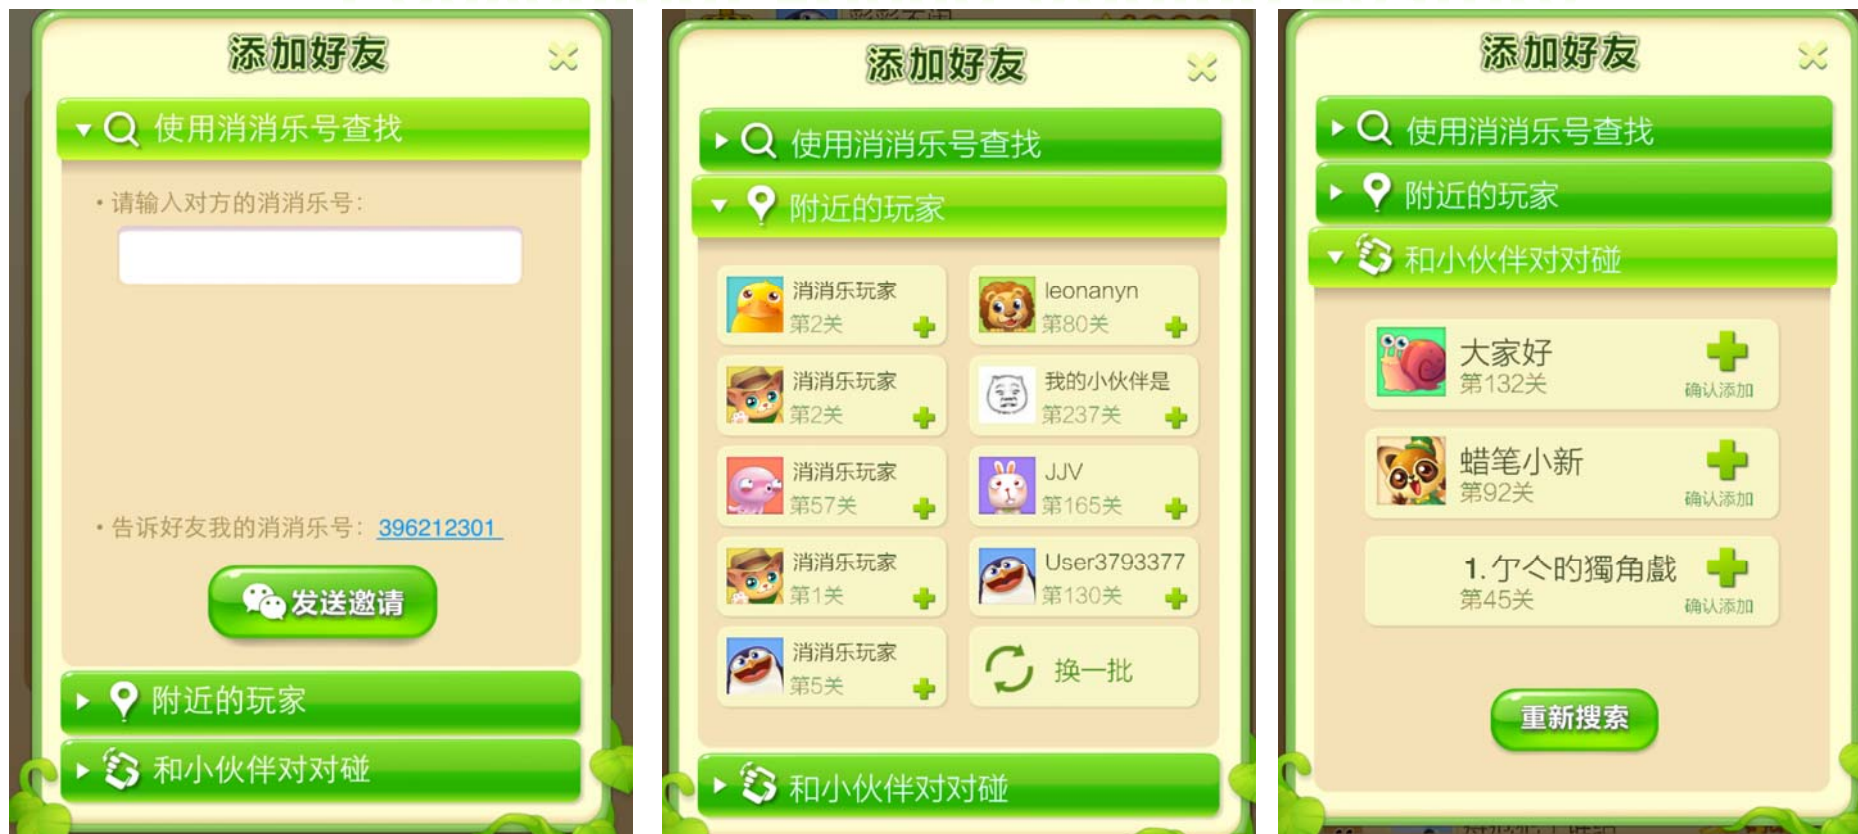 添加好友
使用消消乐号查找
•请输入对方的消消乐号：
•告诉好友我的消消乐号：396212301
发送邀请
附近的玩家
和小伙伴对对碰
添加好友
使用消消乐号查找
附近的玩家
消消乐玩家
第2关
leonanyn
第80关
消消乐玩家
第2关
我的小伙伴是
第237关
消消乐玩家
第57关
JJV
第165关
消消乐玩家
第1关
User3793377
第130关
消消乐玩家
第5关
换一批
和小伙伴对对碰
添加好友
使用消消乐号查找
附近的玩家
和小伙伴对对碰
大家好
第132关
确认添加
蜡笔小新
第92关
确认添加
1.亇亽的獨角戱
第45关
确认添加
重新搜索